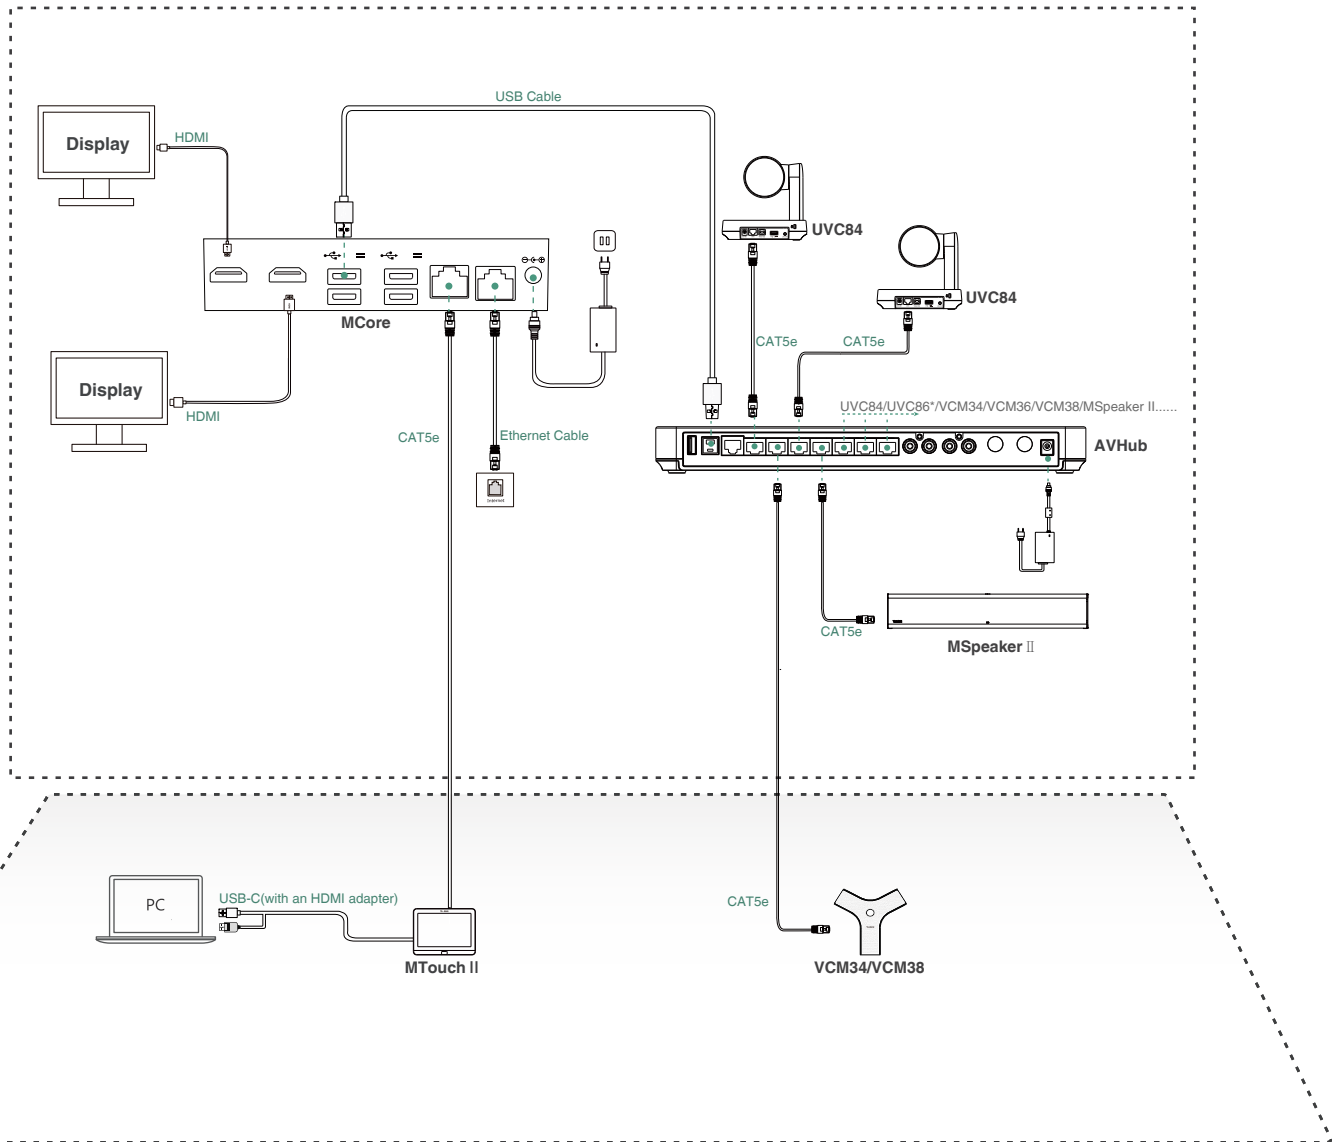 USB Cable
Display
HDMI
UVC84
UVC84
MCore
CAT5e
CAT5e
Display
HDMI
UVC84/UVC86*/VCM34/VCM36/VCM38/MSpeaker II......
CAT5e
Ethernet Cable
AVHub
Internet
CAT5e
MSpeaker II
PC
USB-C(with an HDMI adapter)
CAT5e
MTouch II
VCM34/VCM38